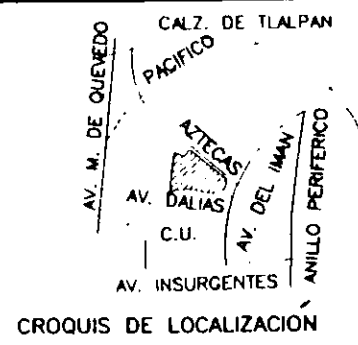 CALZ. DE TLALPAN
AV. M. DE QUEVEDO
PACIFICO
AZTECAS
AV. DALIAS
AV. DEL IMAN
ANILLO PERIFERICO
C.U.
AV. INSURGENTES
CROQUIS DE LOCALIZACION